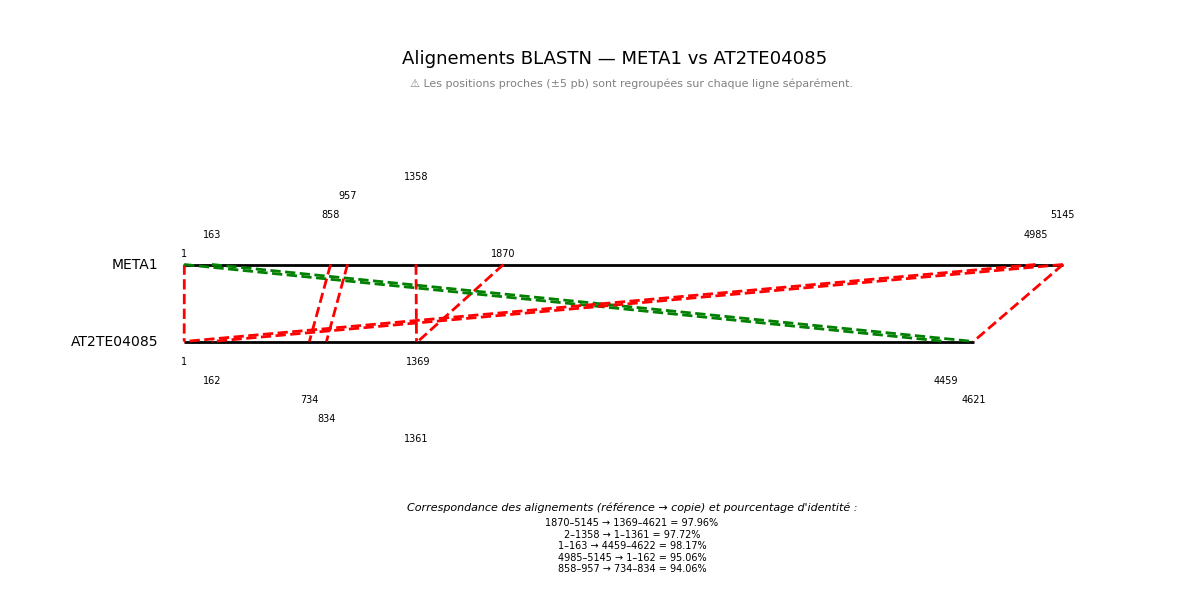 Alignements BLASTN — META1 vs AT2TE04085
⚠ Les positions proches (±5 pb) sont regroupées sur chaque ligne séparément.
1358
957
858
5145
163
4985
1
1870
META1
AT2TE04085
1
1369
162
4459
734
4621
834
1361
Correspondance des alignements (référence → copie) et pourcentage d'identité :
1870–5145 → 1369–4621 = 97.96%
2–1358 → 1–1361 = 97.72%
1–163 → 4459–4622 = 98.17%
4985–5145 → 1–162 = 95.06%
858–957 → 734–834 = 94.06%